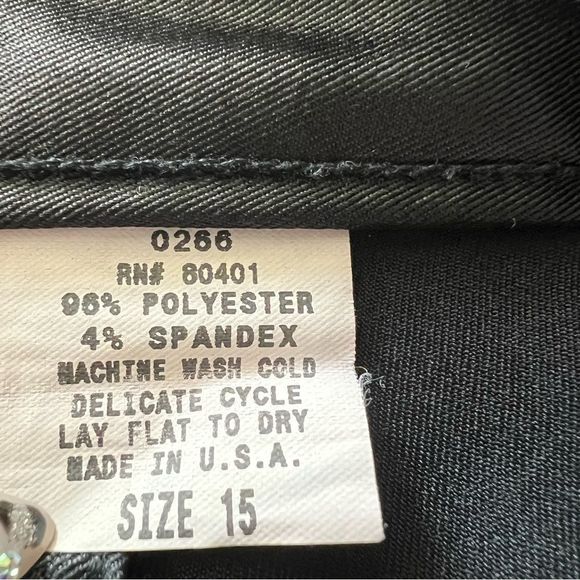 0266
RN# 80401
96% POLYESTER
4% SPANDEX
MACHINE WASH COLD
DELICATE CYCLE
LAY FLAT TO DRY
MADE IN U.S.A.
SIZE 15